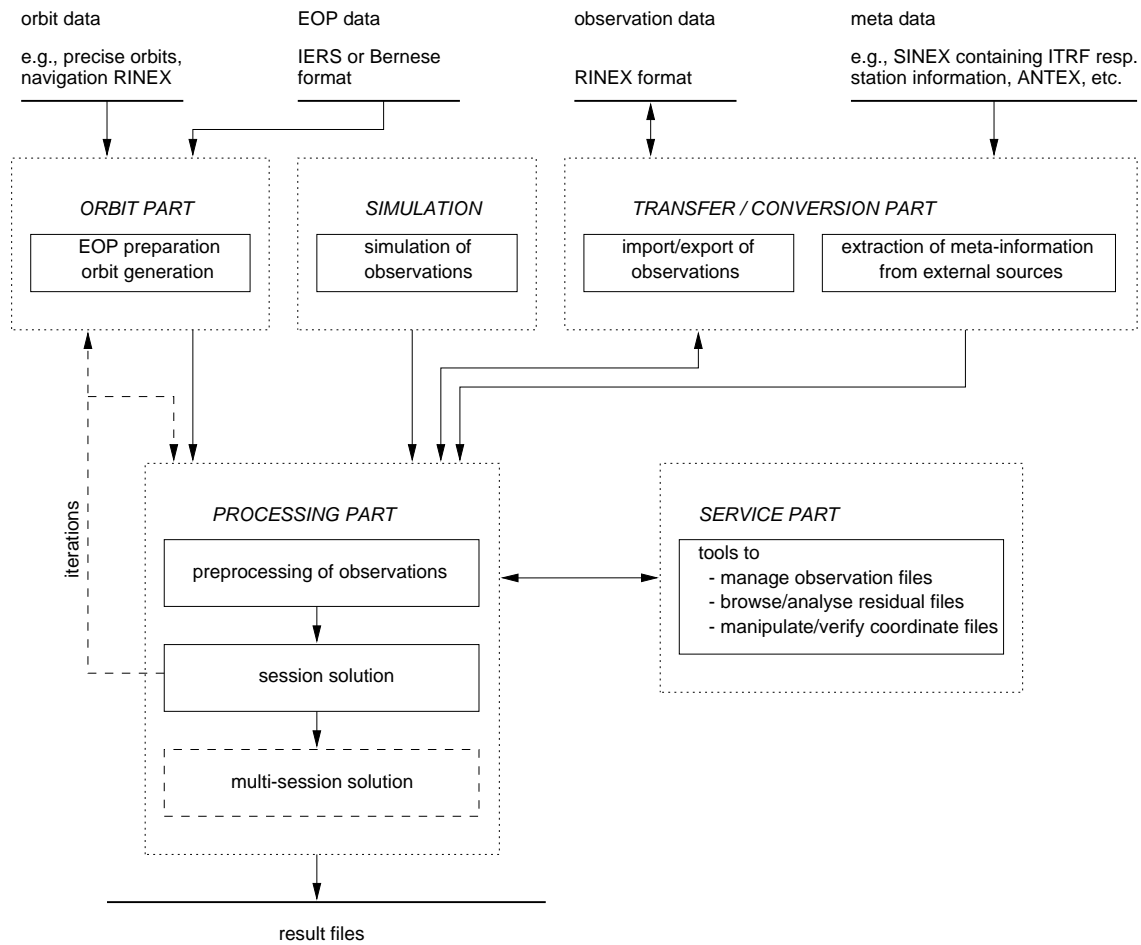 orbit data
e.g., precise orbits,
navigation RINEX
EOP data
IERS or Bernese
format
observation data
RINEX format
meta data
e.g., SINEX containing ITRF resp.
station information, ANTEX, etc.
ORBIT PART
EOP preparation
orbit generation
SIMULATION
simulation of
observations
TRANSFER / CONVERSION PART
import/export of
observations
extraction of meta-information
from external sources
iterations
PROCESSING PART
preprocessing of observations
session solution
multi-session solution
SERVICE PART
tools to
- manage observation files
- browse/analyse residual files
- manipulate/verify coordinate files
result files